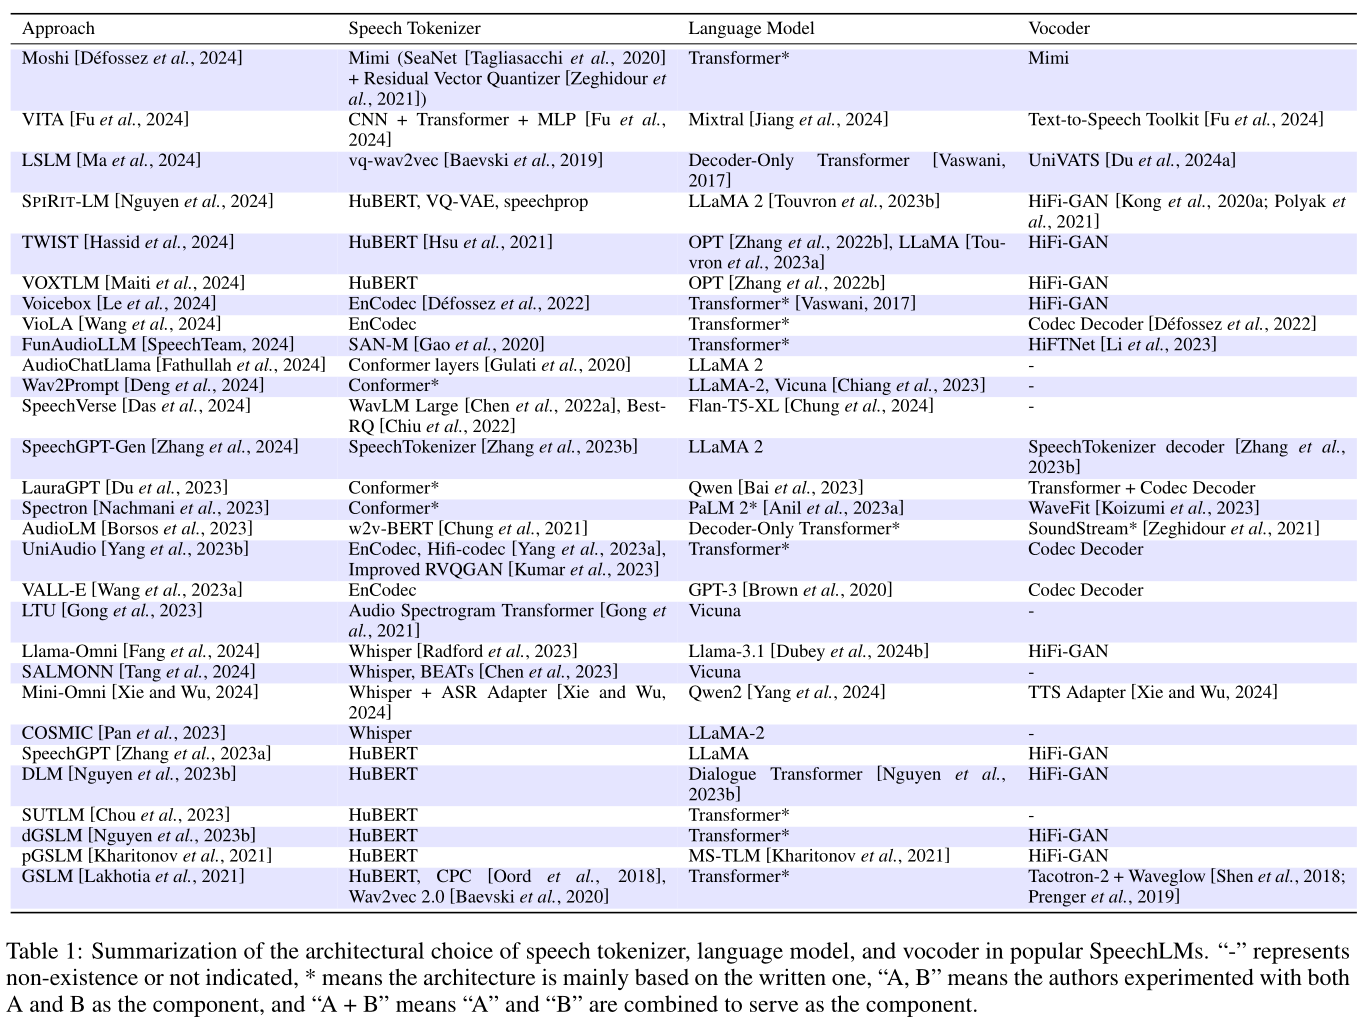 Approach Speech Tokenizer Language Model Vocoder
Moshi [Défossez et al., 2024] Mimi (SeaNet [Tagliasacchi et al., 2020] Transformer* Mimi
+ Residual Vector Quantizer [Zeghidour et
al., 2021])
VITA [Fu et al., 2024] CNN + Transformer + MLP [Fu et al., Mixtral [Jiang et al., 2024] Text-to-Speech Toolkit [Fu et al., 2024]
2024]
LSLM [Ma et al., 2024] vq-wav2vec [Baevski et al., 2019] Decoder-Only Transformer [Vaswani, UniVATS [Du et al., 2024a]
2017]
SPIRIT-LM [Nguyen et al., 2024] HuBERT, VQ-VAE, speechprop LLaMA 2 [Touvron et al., 2023b] HiFi-GAN [Kong et al., 2020a; Polyak et
al., 2021]
TWIST [Hassid et al., 2024] HuBERT [Hsu et al., 2021] OPT [Zhang et al., 2022b], LLaMA [Tou- HiFi-GAN
vron et al., 2023a]
VOXTLM [Maiti et al., 2024] HuBERT OPT [Zhang et al., 2022b] HiFi-GAN
Voicebox [Le et al., 2024] EnCodec [Défossez et al., 2022] Transformer* [Vaswani, 2017] HiFi-GAN
VioLA [Wang et al., 2024] EnCodec Transformer* Codec Decoder [Défossez et al., 2022]
FunAudioLLM [SpeechTeam, 2024] SAN-M [Gao et al., 2020] Transformer* HiFTNet [Li et al., 2023]
AudioChatLlama [Fathullah et al., 2024] Conformer layers [Gulati et al., 2020] LLaMA 2 -
Wav2Prompt [Deng et al., 2024] Conformer* LLaMA-2, Vicuna [Chiang et al., 2023] -
SpeechVerse [Das et al., 2024] WavLM Large [Chen et al., 2022a], Best- Flan-T5-XL [Chung et al., 2024] -
RQ [Chiu et al., 2022]
SpeechGPT-Gen [Zhang et al., 2024] SpeechTokenizer [Zhang et al., 2023b] LLaMA 2 SpeechTokenizer decoder [Zhang et al.,
2023b]
LauraGPT [Du et al., 2023] Conformer* Qwen [Bai et al., 2023] Transformer + Codec Decoder
Spectron [Nachmani et al., 2023] Conformer* PaLM 2* [Anil et al., 2023a] WaveFit [Koizumi et al., 2023]
AudioLM [Borsos et al., 2023] w2v-BERT [Chung et al., 2021] Decoder-Only Transformer* SoundStream* [Zeghidour et al., 2021]
UniAudio [Yang et al., 2023b] EnCodec, Hifi-codec [Yang et al., 2023a], Transformer* Codec Decoder
Improved RVQGAN [Kumar et al., 2023]
VALL-E [Wang et al., 2023a] EnCodec GPT-3 [Brown et al., 2020] Codec Decoder
LTU [Gong et al., 2023] Audio Spectrogram Transformer [Gong et Vicuna -
al., 2021]
Llama-Omni [Fang et al., 2024] Whisper [Radford et al., 2023] Llama-3.1 [Dubey et al., 2024b] HiFi-GAN
SALMONN [Tang et al., 2024] Whisper, BEATs [Chen et al., 2023] Vicuna -
Mini-Omni [Xie and Wu, 2024] Whisper + ASR Adapter [Xie and Wu, Qwen2 [Yang et al., 2024] TTS Adapter [Xie and Wu, 2024]
2024]
COSMIC [Pan et al., 2023] Whisper LLaMA-2 -
SpeechGPT [Zhang et al., 2023a] HuBERT LLaMA HiFi-GAN
DLM [Nguyen et al., 2023b] HuBERT Dialogue Transformer [Nguyen et al., HiFi-GAN
2023b]
SUTLM [Chou et al., 2023] HuBERT Transformer* -
dGSLM [Nguyen et al., 2023b] HuBERT Transformer* HiFi-GAN
pGSLM [Kharitonov et al., 2021] HuBERT MS-TLM [Kharitonov et al., 2021] HiFi-GAN
GSLM [Lakhotia et al., 2021] HuBERT, CPC [Oord et al., 2018], Transformer* Tacotron-2 + Waveglow [Shen et al., 2018;
Wav2vec 2.0 [Baevski et al., 2020] Prenger et al., 2019]
Table 1: Summarization of the architectural choice of speech tokenizer, language model, and vocoder in popular SpeechLMs. “-” represents
non-existence or not indicated, * means the architecture is mainly based on the written one, “A, B” means the authors experimented with both
A and B as the component, and “A + B” means “A” and “B” are combined to serve as the component.